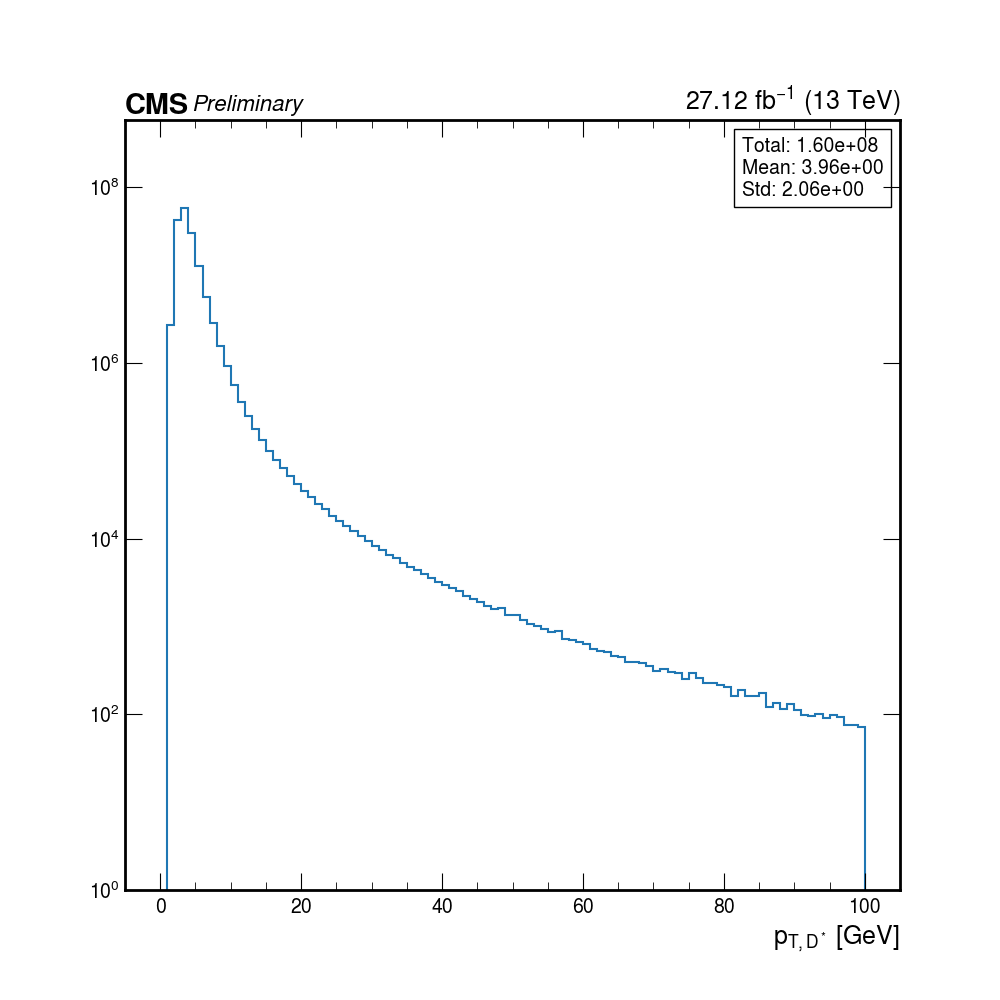 CMS Preliminary
27.12 fb⁻¹ (13 TeV)
Total: 1.60e+08
Mean: 3.96e+00
Std: 2.06e+00
10⁸
10⁶
10⁴
10²
10⁰
0 20 40 60 80 100
p_{T, D*} [GeV]